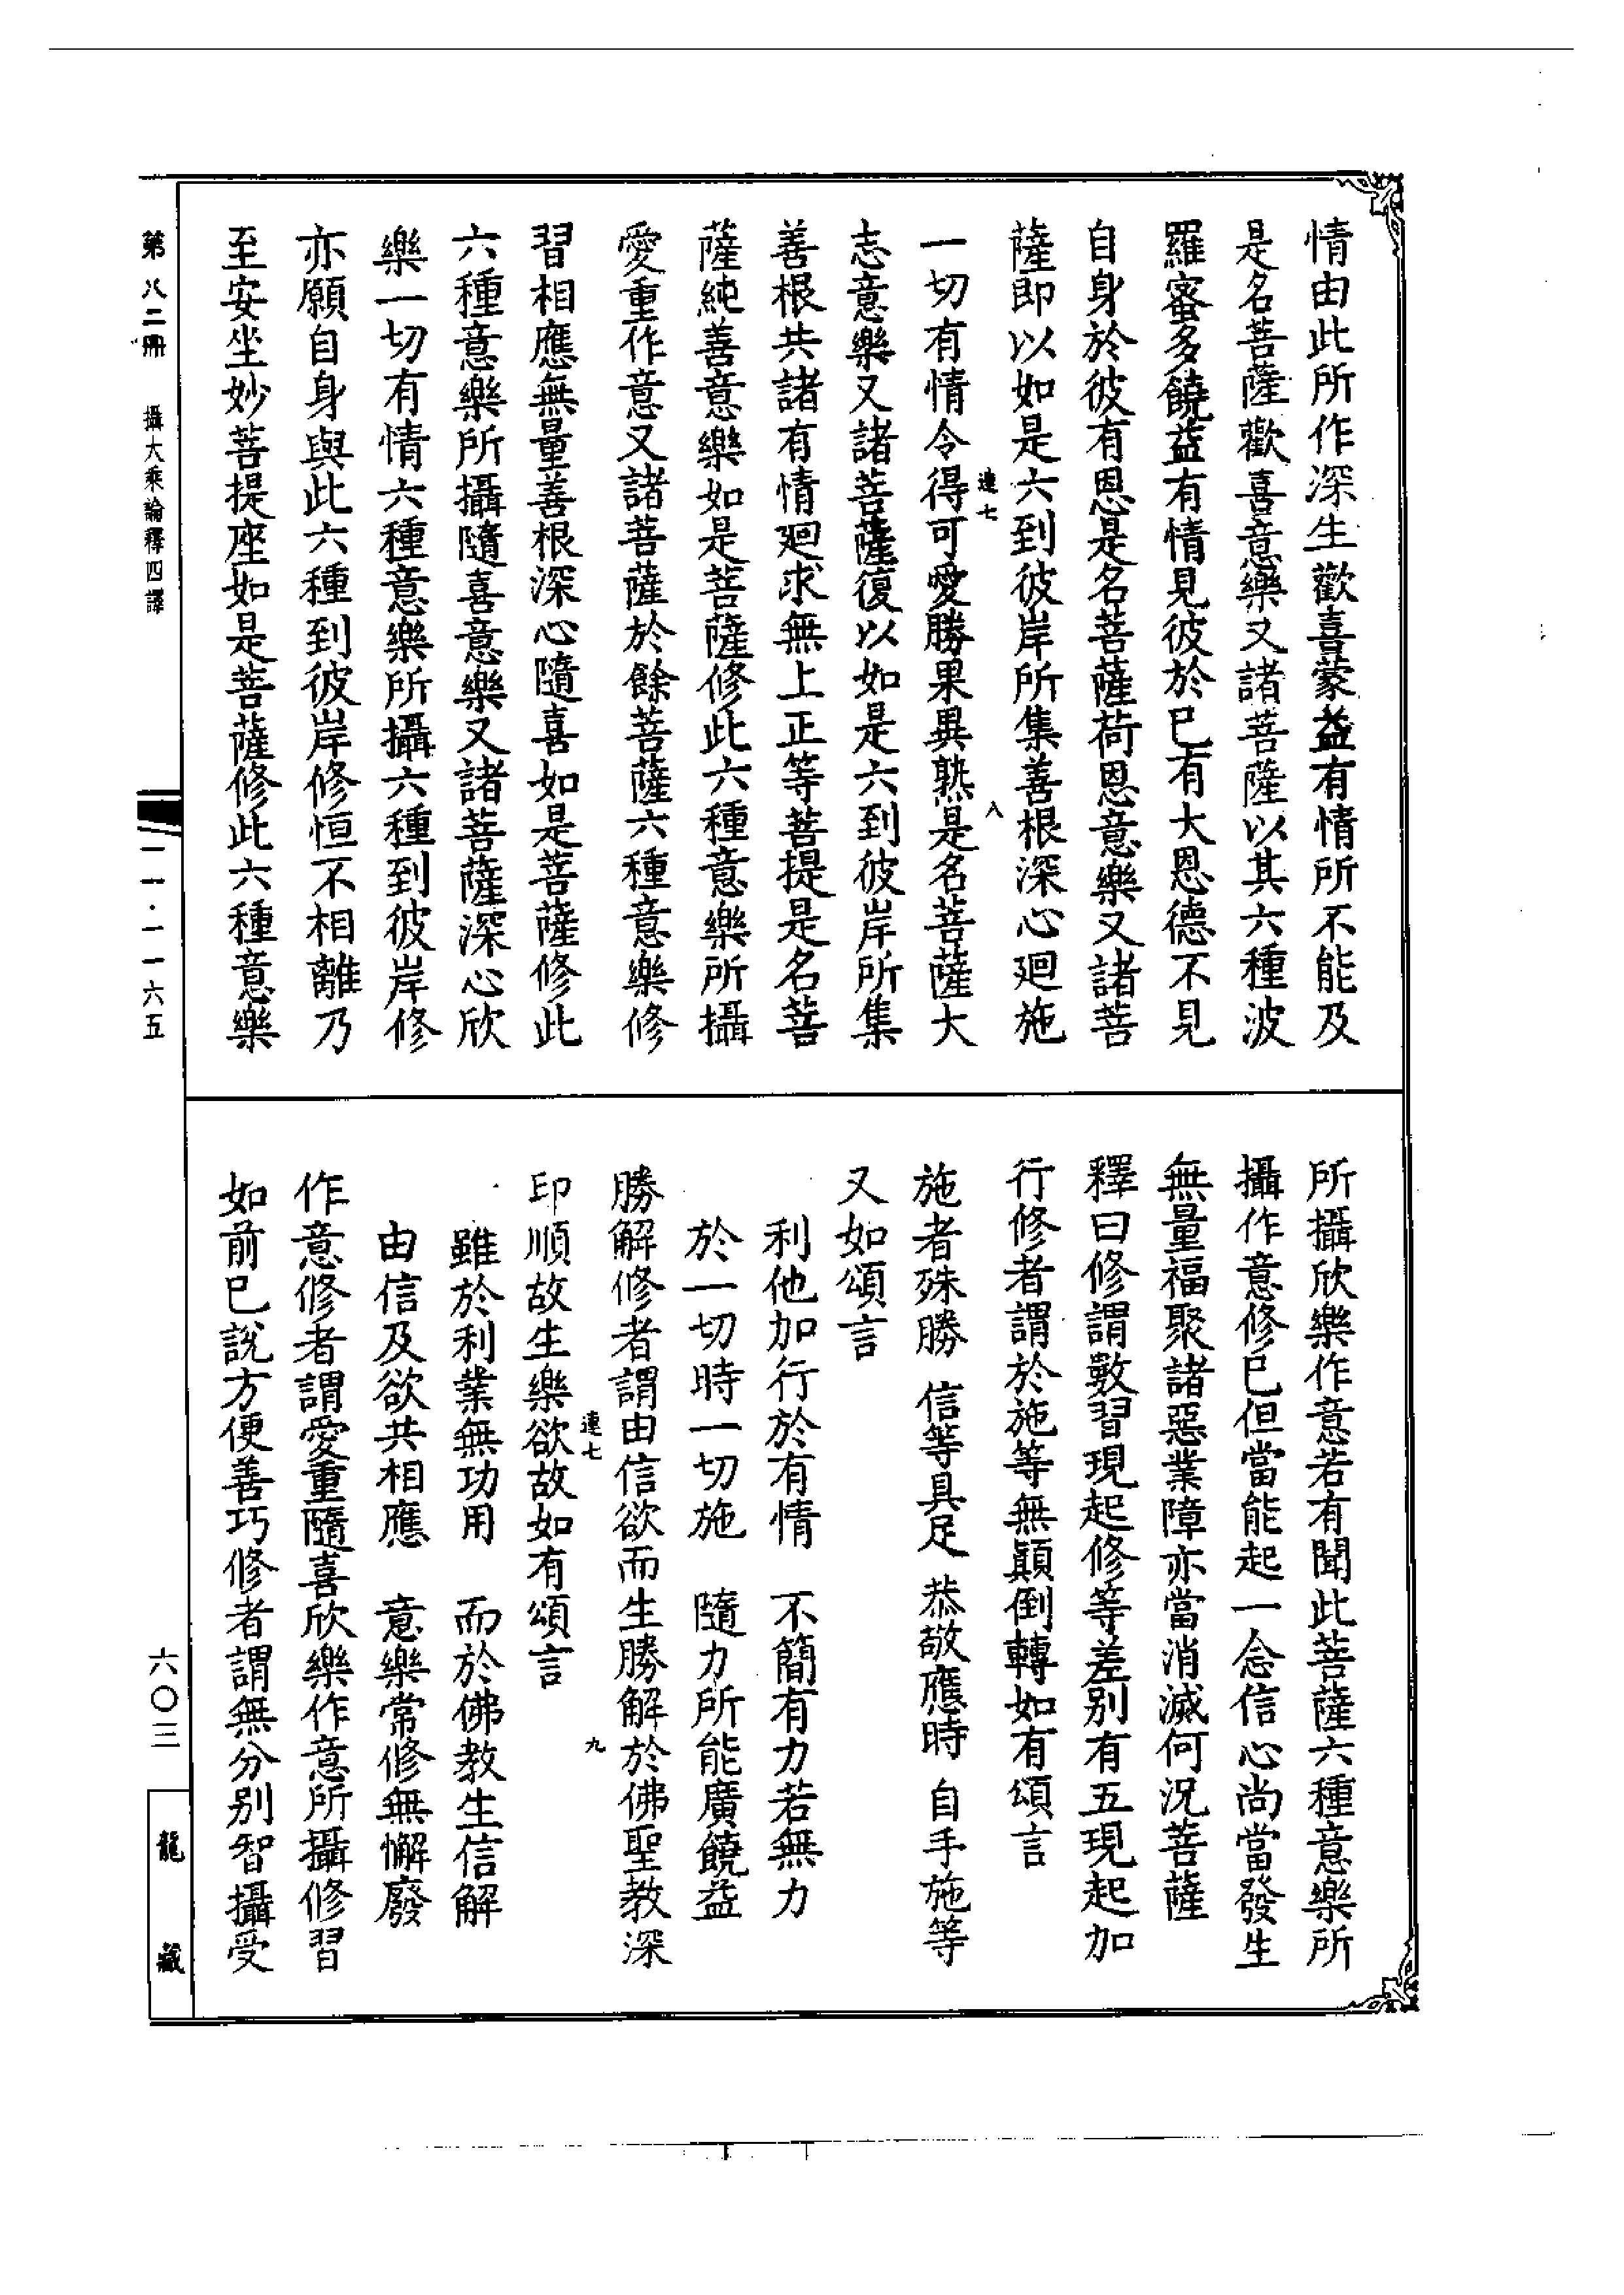 情由此所作深生歡喜蒙益有情所不能及
是名菩薩歡喜意樂又諸菩薩以其六種波
羅蜜多饒益有情見彼於已有大恩德不見
自身於彼有恩是名菩薩荷恩意樂又諸菩
薩即以如是六到彼岸所集善根深心廻施
連七
八
一切有情令得可愛勝果異熟是名菩薩大
志意樂又諸菩薩復以如是六到彼岸所集
善根共諸有情廻求無上正等菩提是名菩
薩純善意樂如是菩薩修此六種意樂所攝
愛重作意又諸菩薩於餘菩薩六種意樂修
習相應無量善根深心隨喜如是菩薩修此
六種意樂所攝隨喜意樂又諸菩薩深心欣
樂一切有情六種意樂所攝六種到彼岸修
亦願自身與此六種到彼岸修恒不相離乃
至安坐妙菩提座如是菩薩修此六種意樂
所攝欣樂作意若有聞此菩薩六種意樂所
攝作意修已但當能起一念信心尚當發生
無量福聚諸惡業障亦當消滅何況菩薩
釋曰修謂數習現起修等差别有五現起加
行修者謂於施等無顛倒轉如有頌言
施者殊勝 信等具足 恭敬應時 自手施等
又如頌言
利他加行於有情 不簡有力若無力
於一切時一切施 隨力所能廣饒益
勝解修者謂由信欲而生勝解於佛聖教深
連七
九
印順故生樂欲故如有頌言
雖於利業無功用 而於佛教生信解
由信及欲共相應 意樂常修無懈廢
作意修者謂愛重隨喜欣樂作意所攝修習
如前已說方便善巧修者謂無分别智攝受
第八二冊 攝大乘論釋四譯 一一·一一六五
六〇三
龍藏